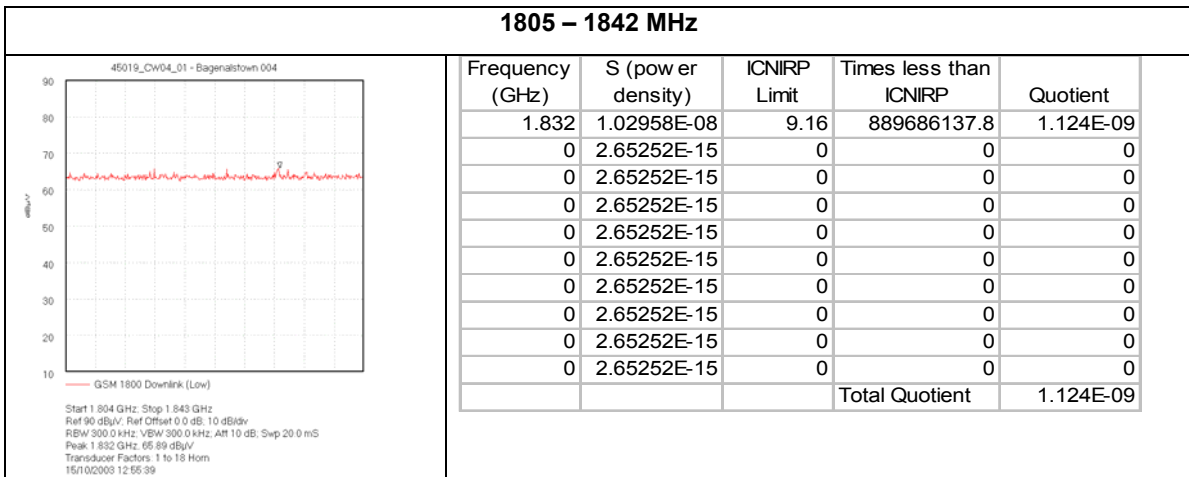 1805 – 1842 MHz
45019_CW04_01 - Bagenalstown 004
90
80
70
60
50
40
30
20
10
dBµV
GSM 1800 Downlink (Low)
Start 1.804 GHz; Stop 1.843 GHz
Ref 90 dBµV; Ref Offset 0.0 dB; 10 dB/div
RBW 300.0 kHz; VBW 300.0 kHz; Att 10 dB; Swp 20.0 mS
Peak 1.832 GHz, 65.89 dBµV
Transducer Factors: 1 to 18 Horn
15/10/2003 12:55:39
Frequency (GHz) S (pow er density) ICNIRP Limit Times less than ICNIRP Quotient
1.832 1.02958E-08 9.16 889686137.8 1.124E-09
0 2.65252E-15 0 0 0
0 2.65252E-15 0 0 0
0 2.65252E-15 0 0 0
0 2.65252E-15 0 0 0
0 2.65252E-15 0 0 0
0 2.65252E-15 0 0 0
0 2.65252E-15 0 0 0
0 2.65252E-15 0 0 0
0 2.65252E-15 0 0 0
Total Quotient 1.124E-09